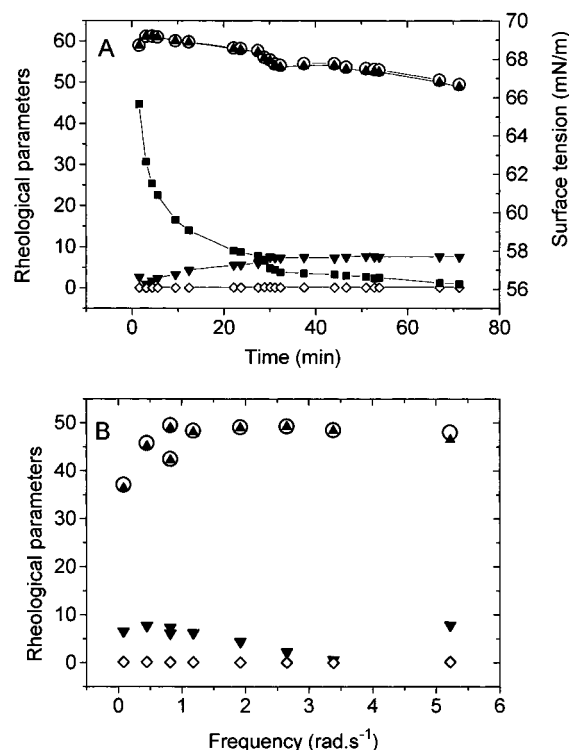 A
Rheological parameters
60
50
40
30
20
10
0
70
68
66
64
62
60
58
56
Surface tension (mN/m)
0 20 40 60 80
Time (min)
B
Rheological parameters
50
40
30
20
10
0
0 1 2 3 4 5 6
Frequency (rad.s⁻¹)